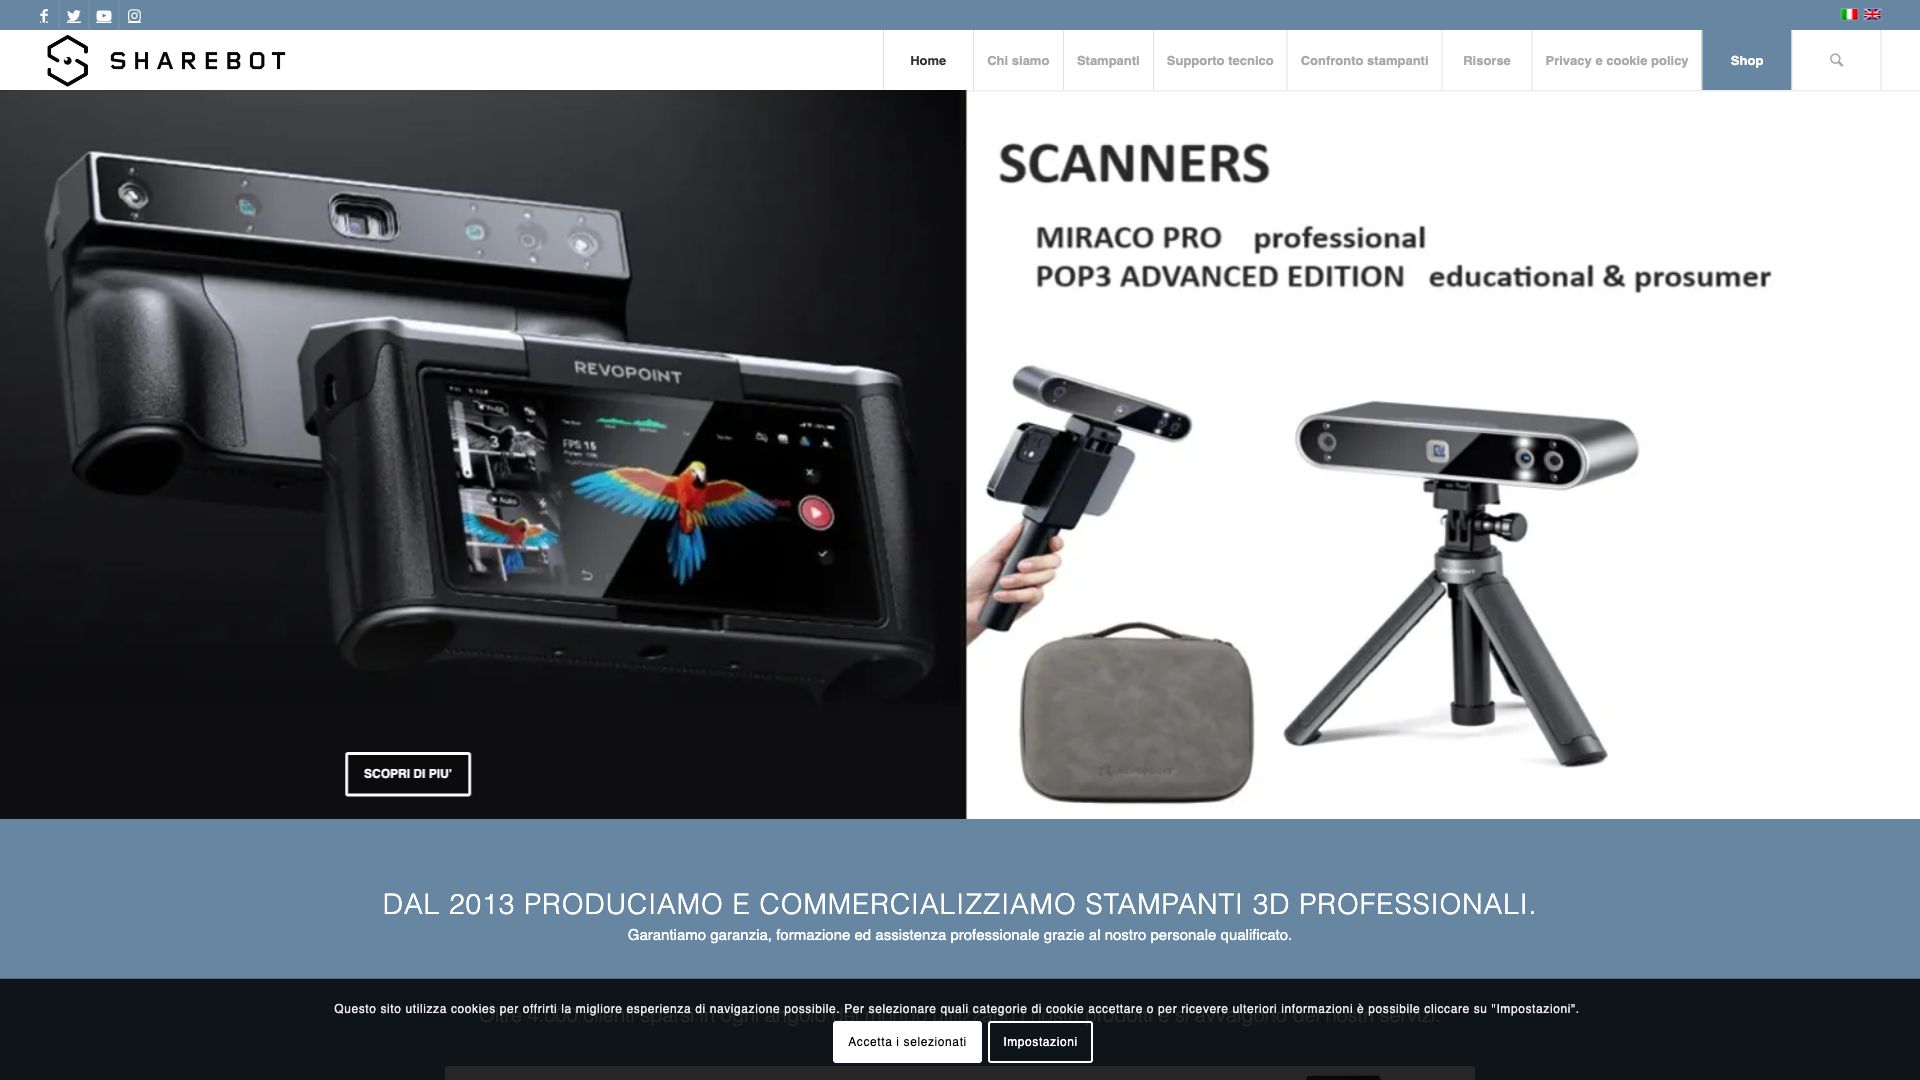 SHAREBOT
Home
Chi siamo
Stampanti
Supporto tecnico
Confronto stampanti
Risorse
Privacy e cookie policy
Shop
SCANNERS
MIRACO PRO professional
POP3 ADVANCED EDITION educational & prosumer
REVOPOINT
FPS 15
Auto
SCOPRI DI PIU'
DAL 2013 PRODUCIAMO E COMMERCIALIZZIAMO STAMPANTI 3D PROFESSIONALI.
Garantiamo garanzia, formazione ed assistenza professionale grazie al nostro personale qualificato.
Questo sito utilizza cookies per offrirti la migliore esperienza di navigazione possibile. Per selezionare quali categorie di cookie accettare o per ricevere ulteriori informazioni è possibile cliccare su "Impostazioni".
Accetta i selezionati
Impostazioni